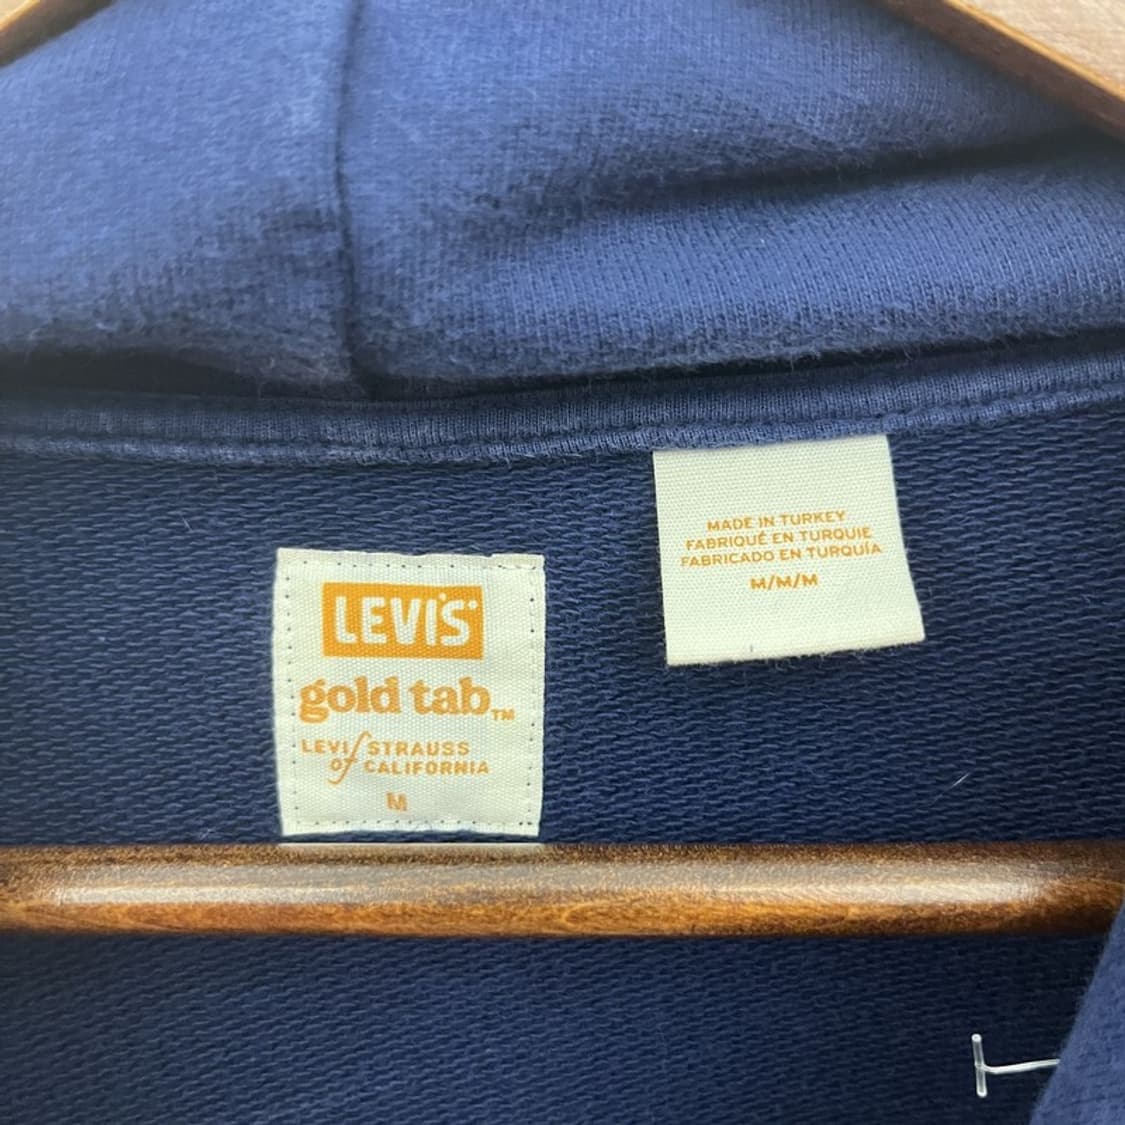 LEVI'S
gold tab™
LEVI STRAUSS
of CALIFORNIA
M
MADE IN TURKEY
FABRIQUÉ EN TURQUIE
FABRICADO EN TURQUÍA
M/M/M